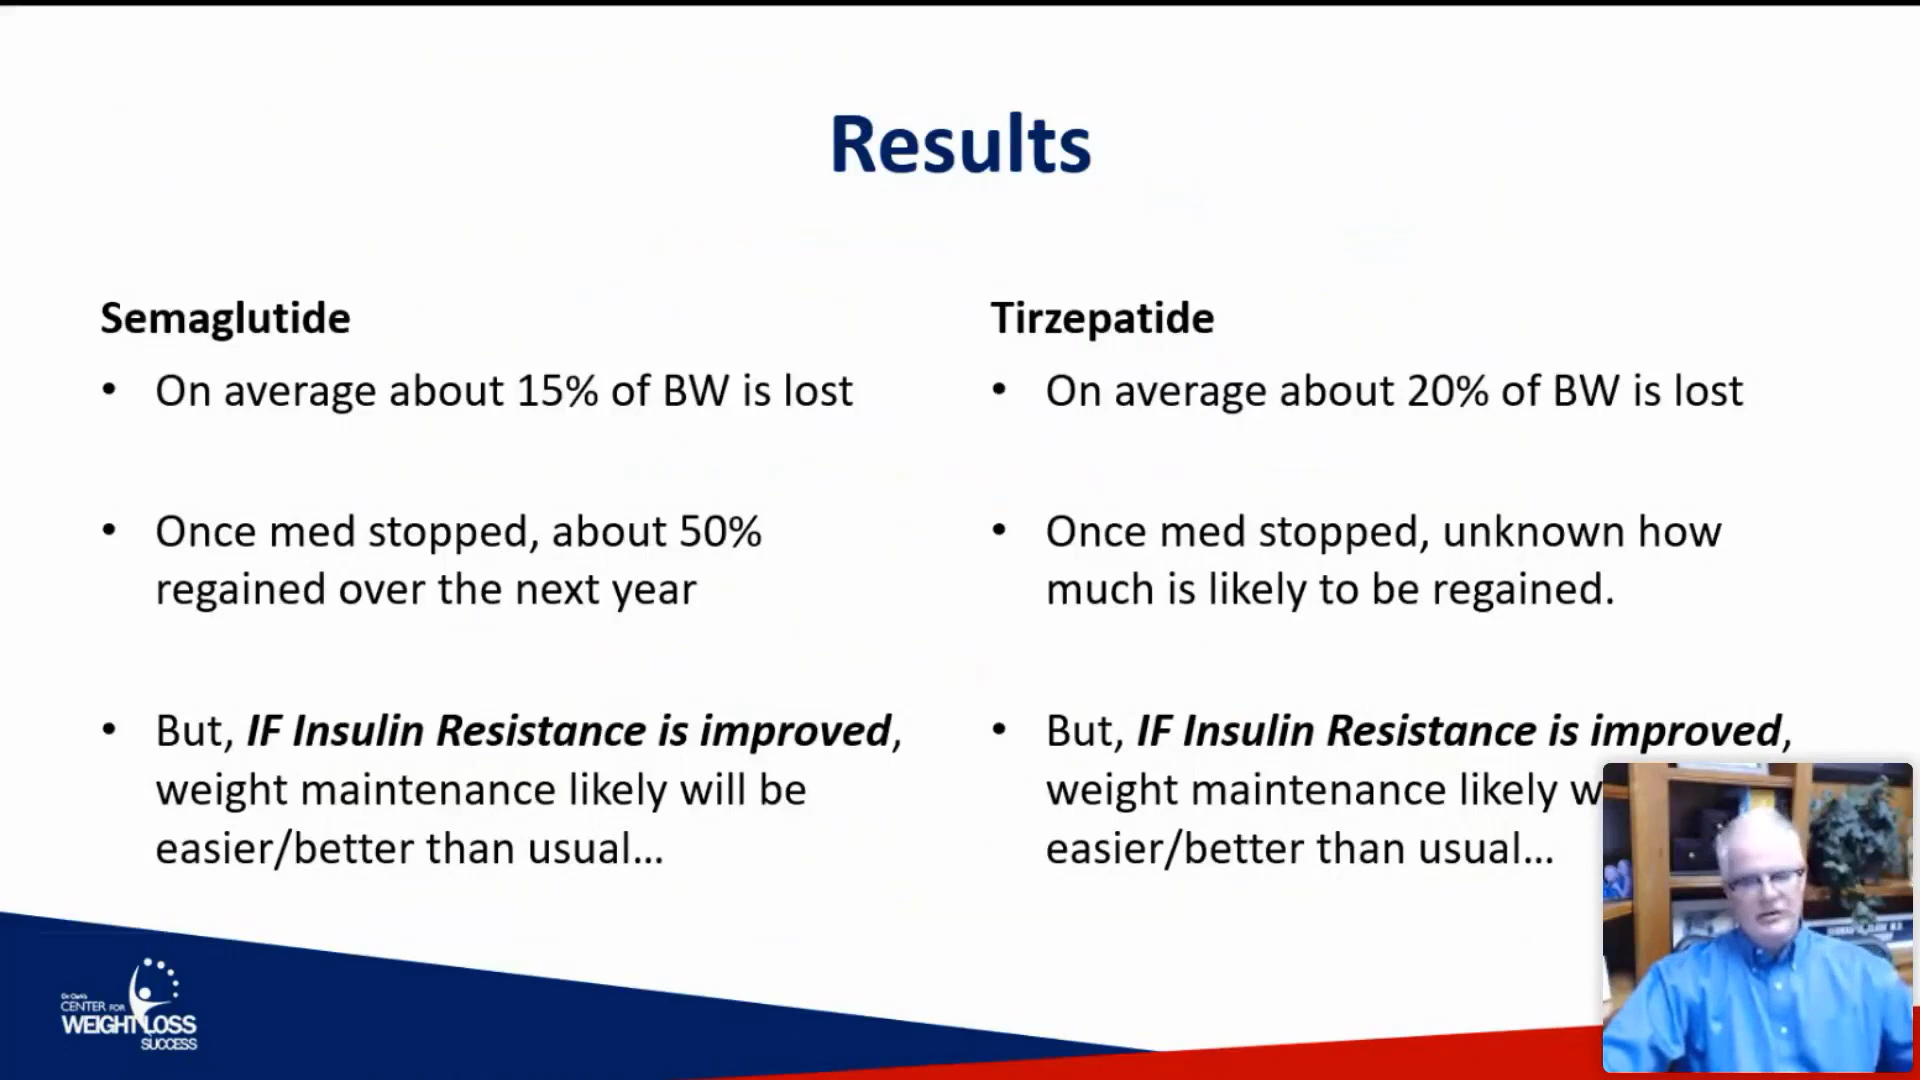 Results
Semaglutide
• On average about 15% of BW is lost
• Once med stopped, about 50%
regained over the next year
• But, IF Insulin Resistance is improved,
weight maintenance likely will be
easier/better than usual...
Tirzepatide
• On average about 20% of BW is lost
• Once med stopped, unknown how
much is likely to be regained.
• But, IF Insulin Resistance is improved,
weight maintenance likely w
easier/better than usual...
Dr. Clark's
CENTER FOR
WEIGHT LOSS
SUCCESS